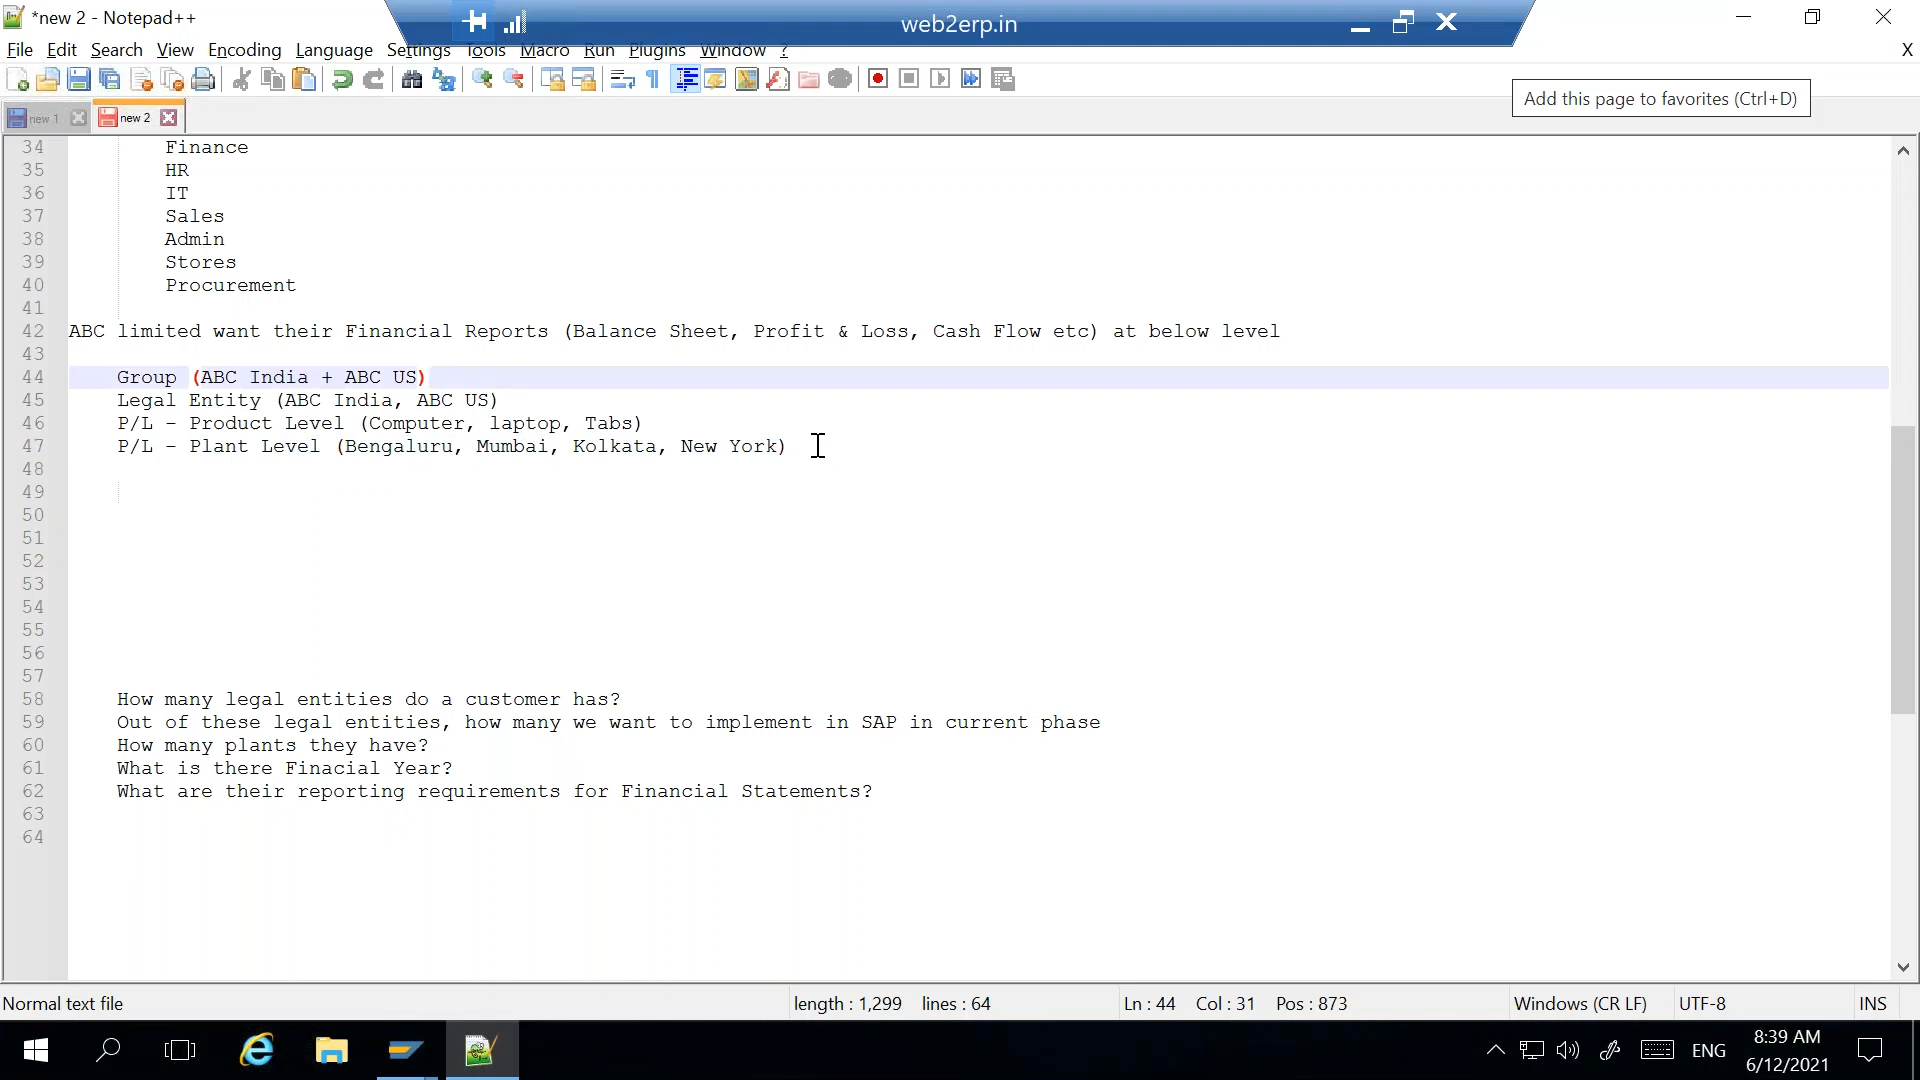 *new 2 - Notepad++
web2erp.in
File Edit Search View Encoding Language Settings Tools Macro Run Plugins Window ?
X
Add this page to favorites (Ctrl+D)
new 1
new 2
34 Finance
35 HR
36 IT
37 Sales
38 Admin
39 Stores
40 Procurement
41
42 ABC limited want their Financial Reports (Balance Sheet, Profit & Loss, Cash Flow etc) at below level
43
44 Group (ABC India + ABC US)
45 Legal Entity (ABC India, ABC US)
46 P/L - Product Level (Computer, laptop, Tabs)
47 P/L - Plant Level (Bengaluru, Mumbai, Kolkata, New York)
48
49
50
51
52
53
54
55
56
57
58 How many legal entities do a customer has?
59 Out of these legal entities, how many we want to implement in SAP in current phase
60 How many plants they have?
61 What is there Finacial Year?
62 What are their reporting requirements for Financial Statements?
63
64
Normal text file length : 1,299 lines : 64 Ln : 44 Col : 31 Pos : 873 Windows (CR LF) UTF-8 INS
ENG
8:39 AM
6/12/2021